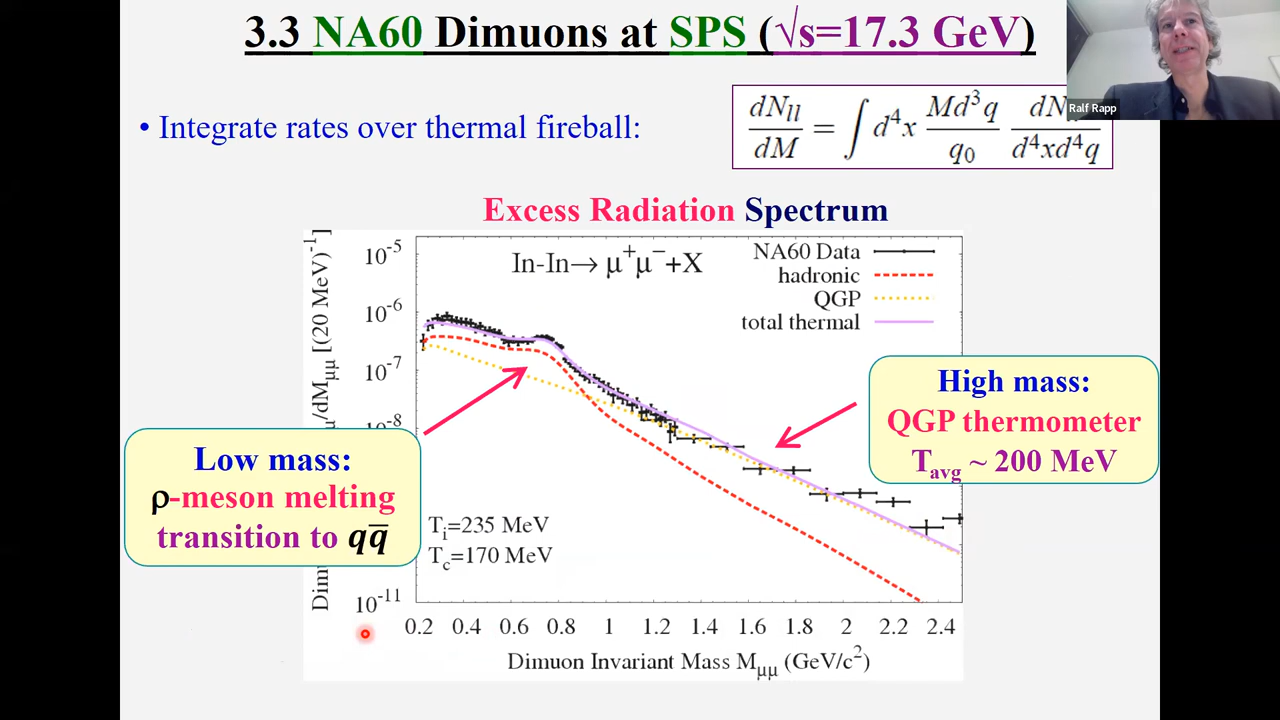 3.3 NA60 Dimuons at SPS (√s=17.3 GeV)
Ralf Rapp
• Integrate rates over thermal fireball:
dN_ll / dM = ∫ d⁴x Md³q / q₀ dN / d⁴xd⁴q
Excess Radiation Spectrum
In-In→ μ⁺μ⁻+X
NA60 Data
hadronic
QGP
total thermal
10⁻⁵
10⁻⁶
10⁻⁷
10⁻⁸
10⁻¹¹
/dM_μμ [(20 MeV)⁻¹]
High mass:
QGP thermometer
T_avg ~ 200 MeV
Low mass:
ρ-meson melting
transition to qq̅
T_i=235 MeV
T_c=170 MeV
0.2 0.4 0.6 0.8 1 1.2 1.4 1.6 1.8 2 2.2 2.4
Dimuon Invariant Mass M_μμ (GeV/c²)